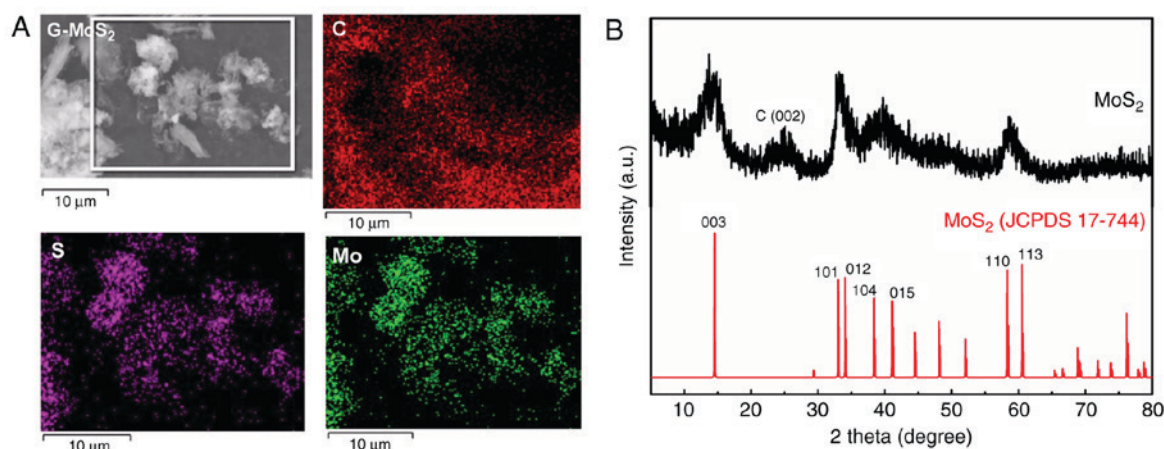 A
G-MoS₂
10 µm
C
10 µm
S
10 µm
Mo
10 µm
B
MoS₂
C (002)
MoS₂ (JCPDS 17-744)
003
101
012
104
015
110
113
Intensity (a.u.)
10 20 30 40 50 60 70 80
2 theta (degree)